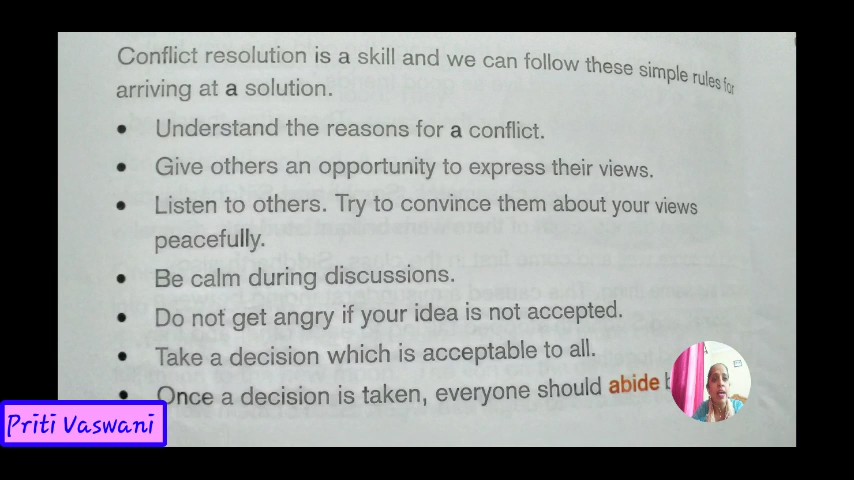 Conflict resolution is a skill and we can follow these simple rules for
arriving at a solution.
• Understand the reasons for a conflict.
• Give others an opportunity to express their views.
• Listen to others. Try to convince them about your views
peacefully.
• Be calm during discussions.
• Do not get angry if your idea is not accepted.
• Take a decision which is acceptable to all.
• Once a decision is taken, everyone should abide
Priti Vaswani